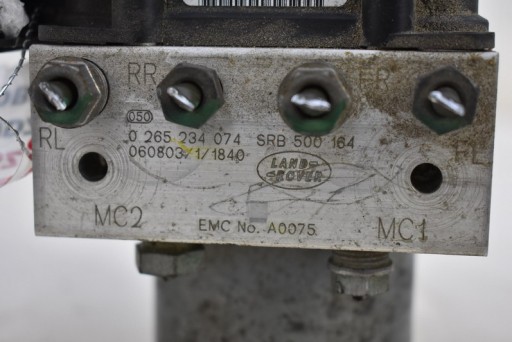 RR FR
050
0 265 234 074 SRB 500 164
RL 060803/1/1840 LAND- L
ROVER
MC2 EMC No. A0075 MC1